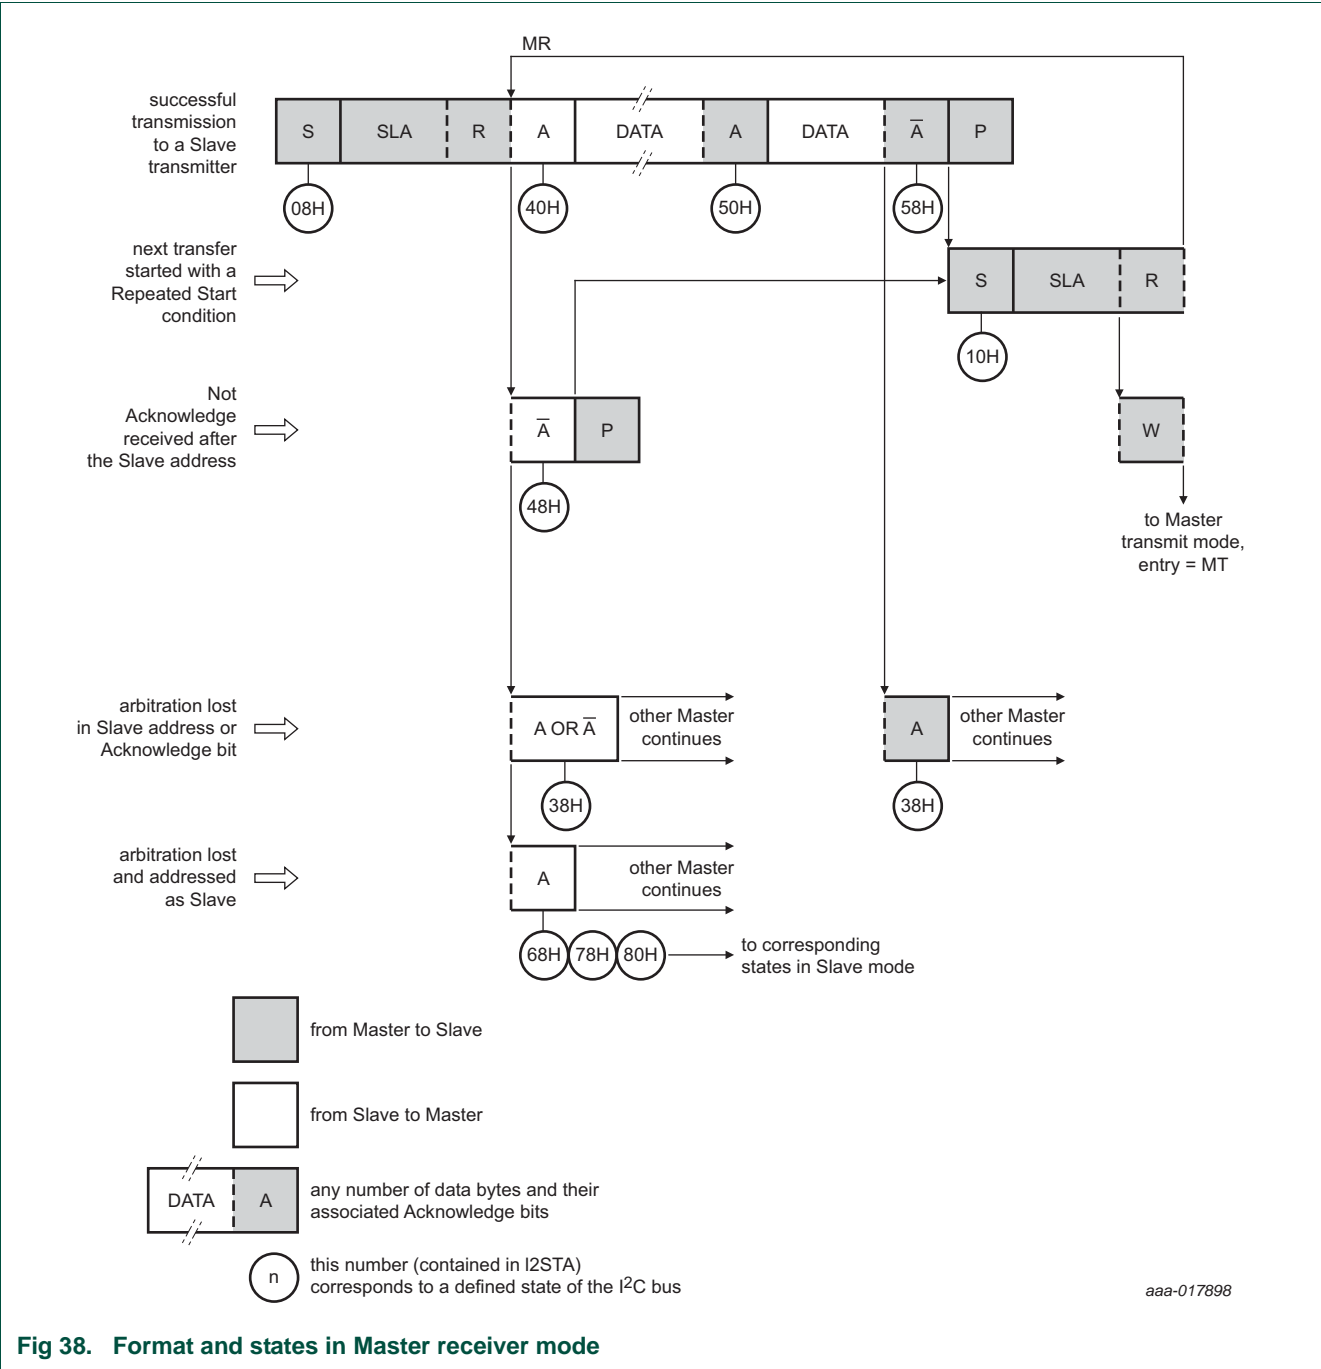 MR
successful
transmission
to a Slave
transmitter
S SLA R A DATA A DATA A̅ P
08H 40H 50H 58H
next transfer
started with a
Repeated Start
condition
S SLA R
10H
Not
Acknowledge
received after
the Slave address
A̅ P
W
48H
to Master
transmit mode,
entry = MT
arbitration lost
in Slave address or
Acknowledge bit
A OR A̅
other Master
continues
A
other Master
continues
38H 38H
arbitration lost
and addressed
as Slave
A
other Master
continues
68H 78H 80H
to corresponding
states in Slave mode
from Master to Slave
from Slave to Master
DATA A
any number of data bytes and their
associated Acknowledge bits
n
this number (contained in I2STA)
corresponds to a defined state of the I²C bus
aaa-017898
Fig 38. Format and states in Master receiver mode